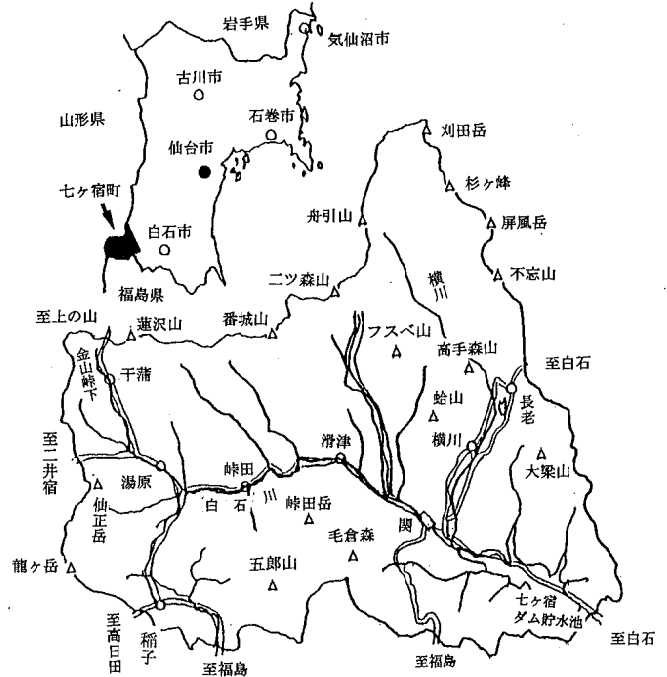 岩手県
気仙沼市
古川市
山形県
石巻市
仙台市
七ヶ宿町
白石市
福島県
刈田岳
杉ヶ峰
舟引山
屏風岳
不忘山
二ツ森山
横川
至上の山
蓮沢山
番城山
フスベ山
高手森山
至白石
金山峠下
干蒲
蛤山
長老
至二井宿
横川
大梁山
滑津
峠田
湯原
仙正岳
白石川
峠田岳
関
毛倉森
龍ヶ岳
五郎山
七ヶ宿
ダム貯水池
至白石
至高日田
稲子
至福島
至福島